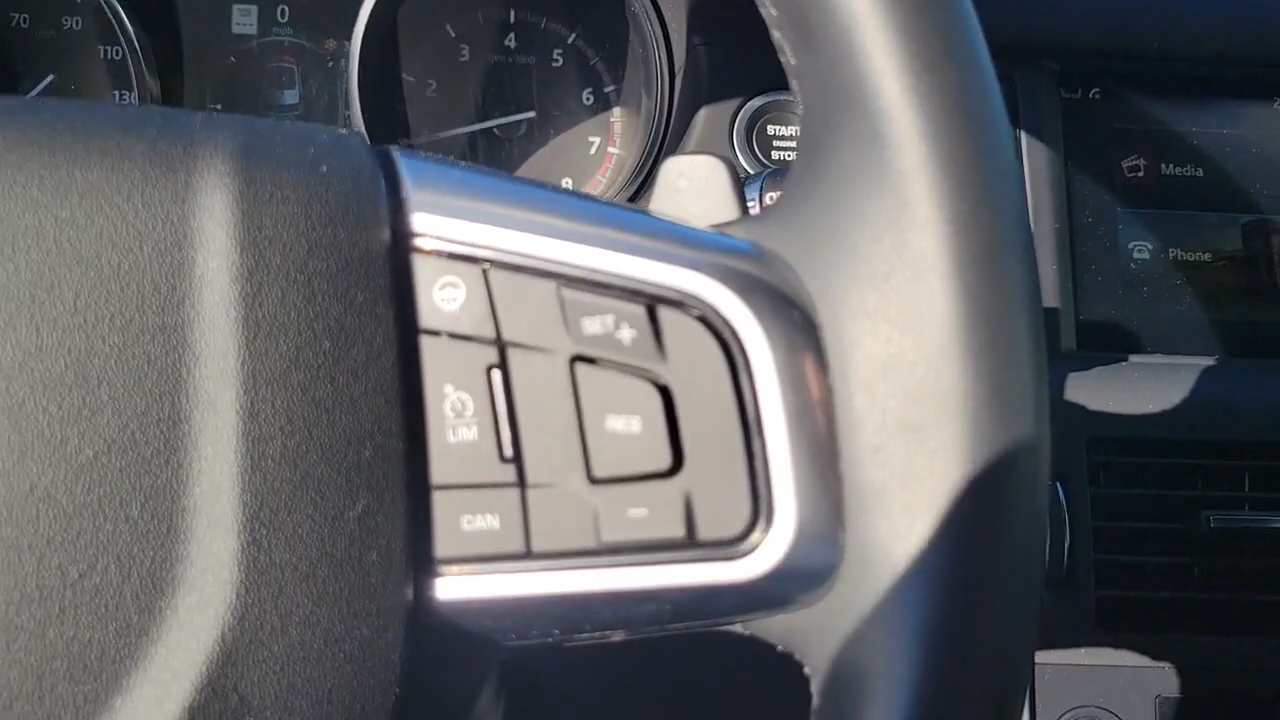 70 90 110 130
0
mph
2 3 4 5 6 7 8
rpm x 1000
START
ENGINE
STOP
Media
Phone
SET +
RES
LIM
CAN